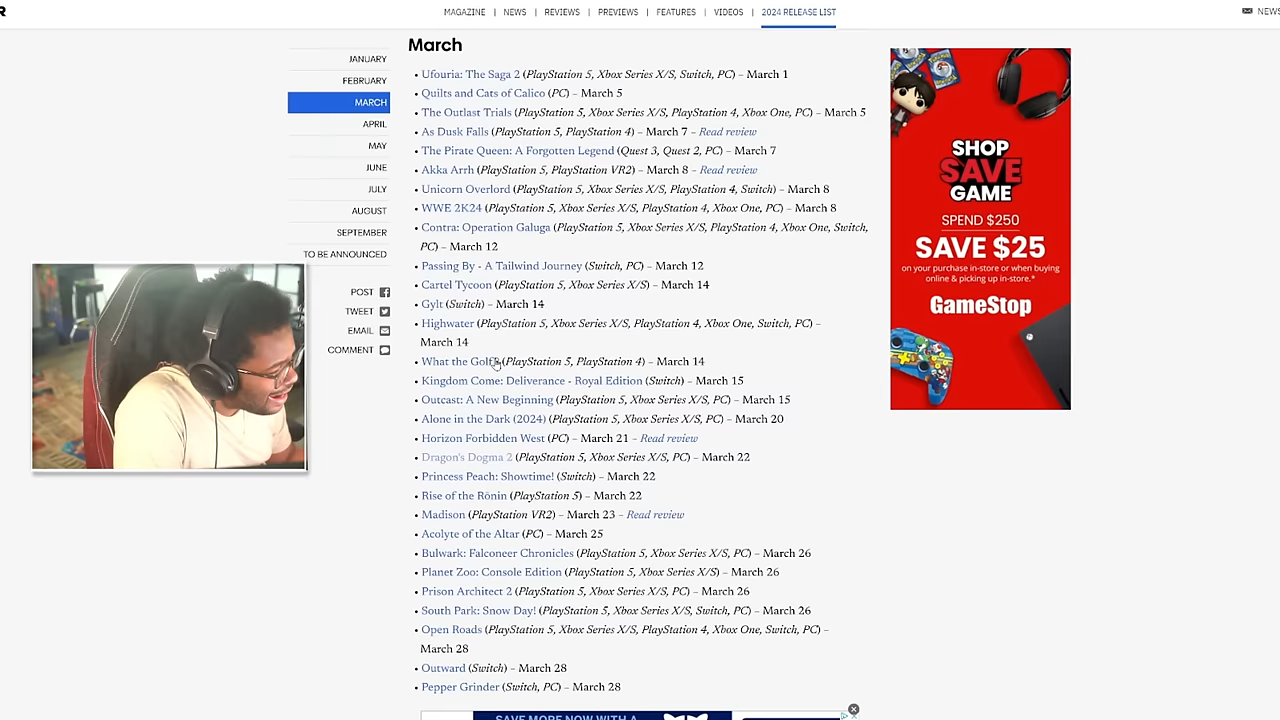 R
MAGAZINE | NEWS | REVIEWS | PREVIEWS | FEATURES | VIDEOS | 2024 RELEASE LIST
NEWS
JANUARY
FEBRUARY
MARCH
APRIL
MAY
JUNE
JULY
AUGUST
SEPTEMBER
TO BE ANNOUNCED
POST
TWEET
EMAIL
COMMENT
March
• Ufouria: The Saga 2 (PlayStation 5, Xbox Series X/S, Switch, PC) – March 1
• Quilts and Cats of Calico (PC) – March 5
• The Outlast Trials (PlayStation 5, Xbox Series X/S, PlayStation 4, Xbox One, PC) – March 5
• As Dusk Falls (PlayStation 5, PlayStation 4) – March 7 – Read review
• The Pirate Queen: A Forgotten Legend (Quest 3, Quest 2, PC) – March 7
• Akka Arrh (PlayStation 5, PlayStation VR2) – March 8 – Read review
• Unicorn Overlord (PlayStation 5, Xbox Series X/S, PlayStation 4, Switch) – March 8
• WWE 2K24 (PlayStation 5, Xbox Series X/S, PlayStation 4, Xbox One, PC) – March 8
• Contra: Operation Galuga (PlayStation 5, Xbox Series X/S, PlayStation 4, Xbox One, Switch,
PC) – March 12
• Passing By - A Tailwind Journey (Switch, PC) – March 12
• Cartel Tycoon (PlayStation 5, Xbox Series X/S) – March 14
• Gylt (Switch) – March 14
• Highwater (PlayStation 5, Xbox Series X/S, PlayStation 4, Xbox One, Switch, PC) –
March 14
• What the Golf? (PlayStation 5, PlayStation 4) – March 14
• Kingdom Come: Deliverance - Royal Edition (Switch) – March 15
• Outcast: A New Beginning (PlayStation 5, Xbox Series X/S, PC) – March 15
• Alone in the Dark (2024) (PlayStation 5, Xbox Series X/S, PC) – March 20
• Horizon Forbidden West (PC) – March 21 – Read review
• Dragon's Dogma 2 (PlayStation 5, Xbox Series X/S, PC) – March 22
• Princess Peach: Showtime! (Switch) – March 22
• Rise of the Rōnin (PlayStation 5) – March 22
• Madison (PlayStation VR2) – March 23 – Read review
• Acolyte of the Altar (PC) – March 25
• Bulwark: Falconeer Chronicles (PlayStation 5, Xbox Series X/S, PC) – March 26
• Planet Zoo: Console Edition (PlayStation 5, Xbox Series X/S) – March 26
• Prison Architect 2 (PlayStation 5, Xbox Series X/S, PC) – March 26
• South Park: Snow Day! (PlayStation 5, Xbox Series X/S, Switch, PC) – March 26
• Open Roads (PlayStation 5, Xbox Series X/S, PlayStation 4, Xbox One, Switch, PC) –
March 28
• Outward (Switch) – March 28
• Pepper Grinder (Switch, PC) – March 28
SHOP
SAVE
GAME
SPEND $250
SAVE $25
on your purchase in-store or when buying
online & picking up in-store.*
GameStop
SAVE MORE NOW WITH A